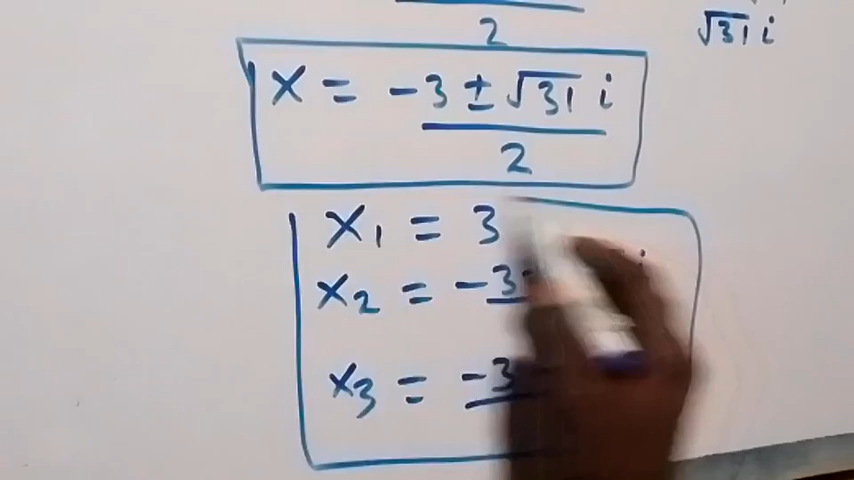 2
√31 i
x = -3 ± √31 i
2
x₁ = 3
x₂ = -3
x₃ = -3